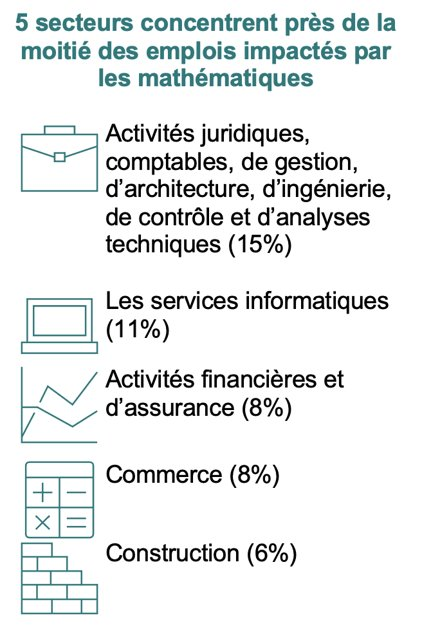 5 secteurs concentrent près de la
moitié des emplois impactés par
les mathématiques
Activités juridiques,
comptables, de gestion,
d’architecture, d’ingénierie,
de contrôle et d’analyses
techniques (15%)
Les services informatiques
(11%)
Activités financières et
d’assurance (8%)
Commerce (8%)
Construction (6%)